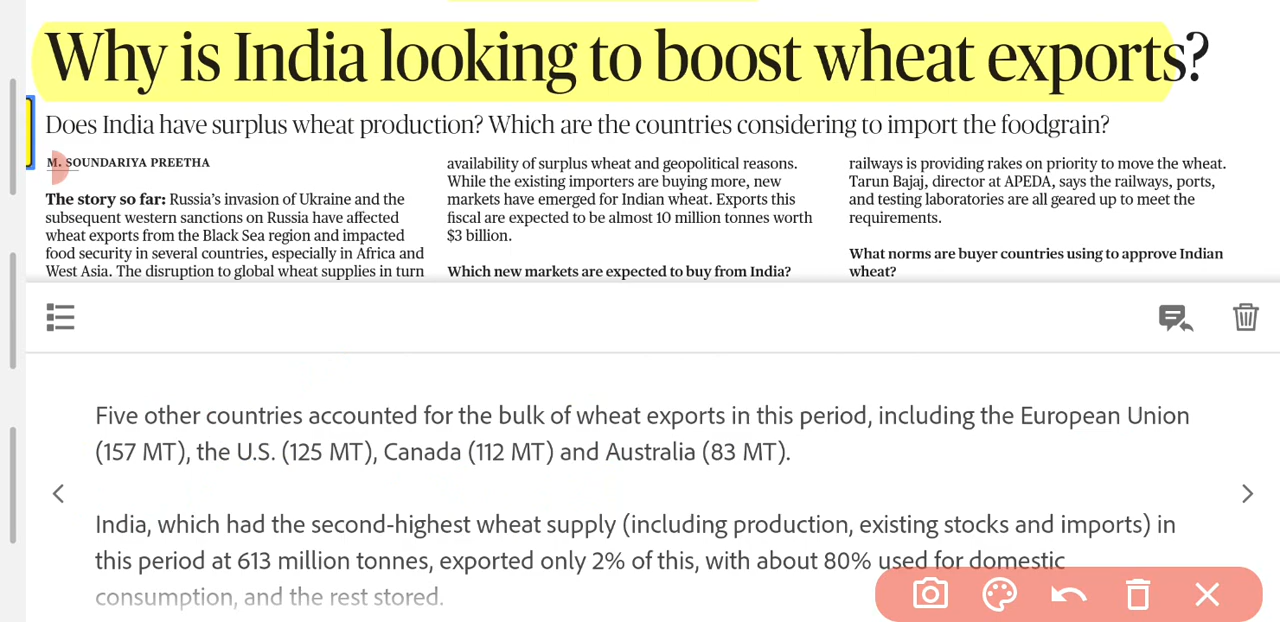 Why is India looking to boost wheat exports?
Does India have surplus wheat production? Which are the countries considering to import the foodgrain?
M. SOUNDARIYA PREETHA
The story so far: Russia's invasion of Ukraine and the
subsequent western sanctions on Russia have affected
wheat exports from the Black Sea region and impacted
food security in several countries, especially in Africa and
West Asia. The disruption to global wheat supplies in turn
availability of surplus wheat and geopolitical reasons.
While the existing importers are buying more, new
markets have emerged for Indian wheat. Exports this
fiscal are expected to be almost 10 million tonnes worth
$3 billion.
Which new markets are expected to buy from India?
railways is providing rakes on priority to move the wheat.
Tarun Bajaj, director at APEDA, says the railways, ports,
and testing laboratories are all geared up to meet the
requirements.
What norms are buyer countries using to approve Indian
wheat?
Five other countries accounted for the bulk of wheat exports in this period, including the European Union
(157 MT), the U.S. (125 MT), Canada (112 MT) and Australia (83 MT).
India, which had the second-highest wheat supply (including production, existing stocks and imports) in
this period at 613 million tonnes, exported only 2% of this, with about 80% used for domestic
consumption, and the rest stored.